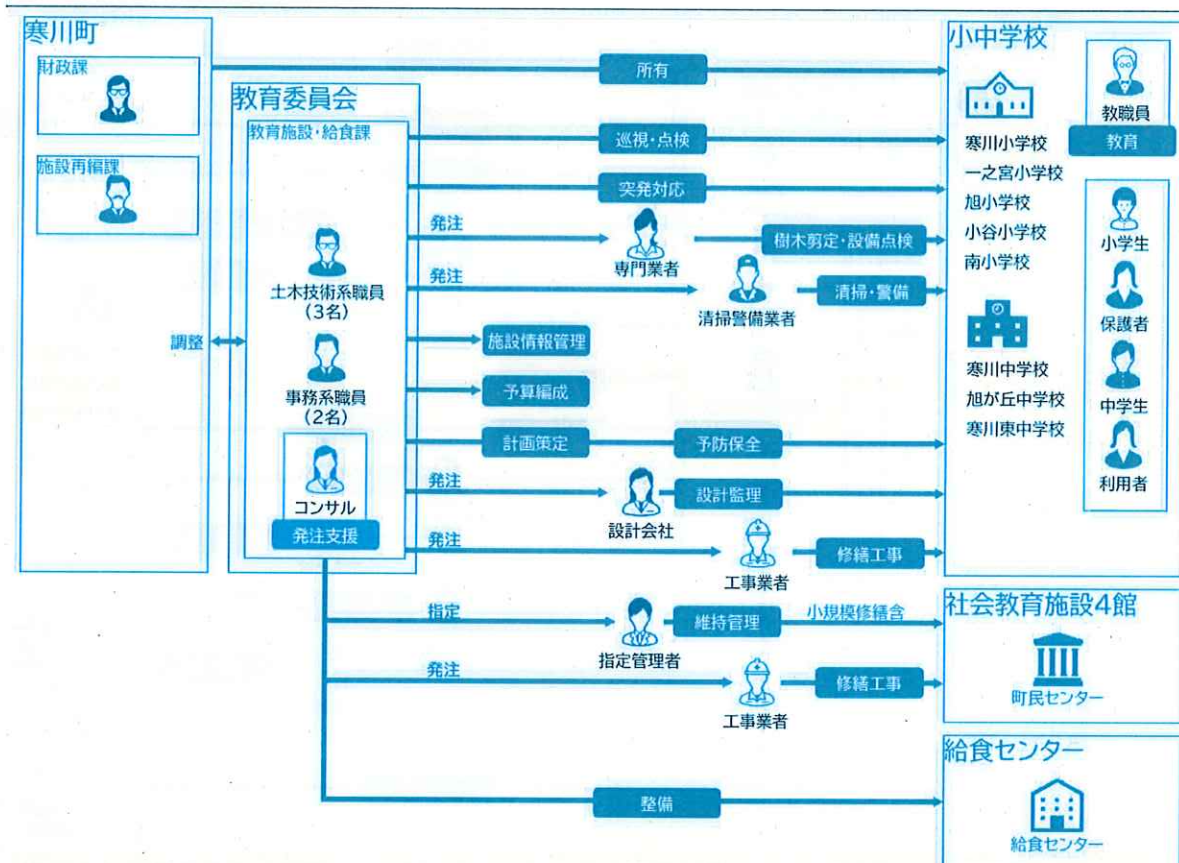 寒川町
財政課
施設再編課
調整
教育委員会
教育施設・給食課
土木技術系職員
(3名)
事務系職員
(2名)
コンサル
発注支援
所有
巡視・点検
突発対応
発注
専門業者
樹木剪定・設備点検
発注
清掃警備業者
清掃・警備
施設情報管理
予算編成
計画策定
予防保全
発注
設計会社
設計監理
発注
工事業者
修繕工事
指定
指定管理者
維持管理
小規模修繕含
発注
工事業者
修繕工事
整備
小中学校
寒川小学校
一之宮小学校
旭小学校
小谷小学校
南小学校
寒川中学校
旭が丘中学校
寒川東中学校
教職員
教育
小学生
保護者
中学生
利用者
社会教育施設4館
町民センター
給食センター
給食センター